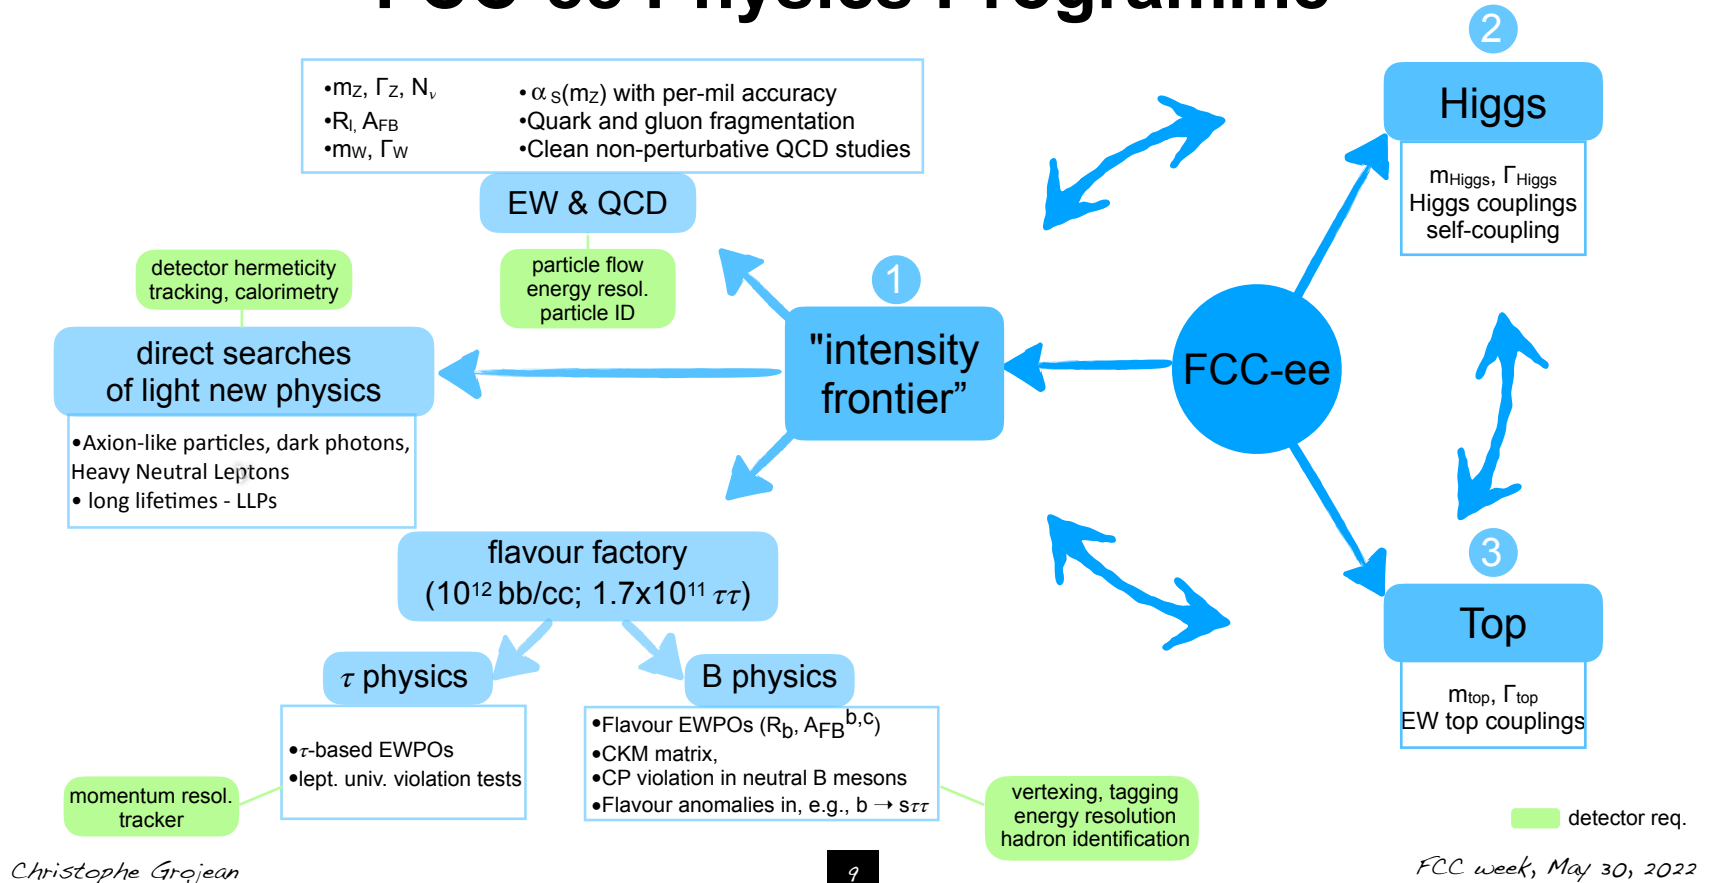 FCC-ee Physics Programme
•mZ, ΓZ, Nν
•Rl, AFB
•mW, ΓW
•αS(mZ) with per-mil accuracy
•Quark and gluon fragmentation
•Clean non-perturbative QCD studies
EW & QCD
particle flow
energy resol.
particle ID
detector hermeticity
tracking, calorimetry
direct searches
of light new physics
•Axion-like particles, dark photons,
Heavy Neutral Leptons
• long lifetimes - LLPs
1
"intensity
frontier”
FCC-ee
2
Higgs
mHiggs, ΓHiggs
Higgs couplings
self-coupling
3
Top
mtop, Γtop
EW top couplings
flavour factory
(10¹² bb/cc; 1.7x10¹¹ ττ)
τ physics
•τ-based EWPOs
•lept. univ. violation tests
momentum resol.
tracker
B physics
•Flavour EWPOs (Rb, AFBb,c)
•CKM matrix,
•CP violation in neutral B mesons
•Flavour anomalies in, e.g., b → sττ
vertexing, tagging
energy resolution
hadron identification
detector req.
Christophe Grojean
9
FCC week, May 30, 2022